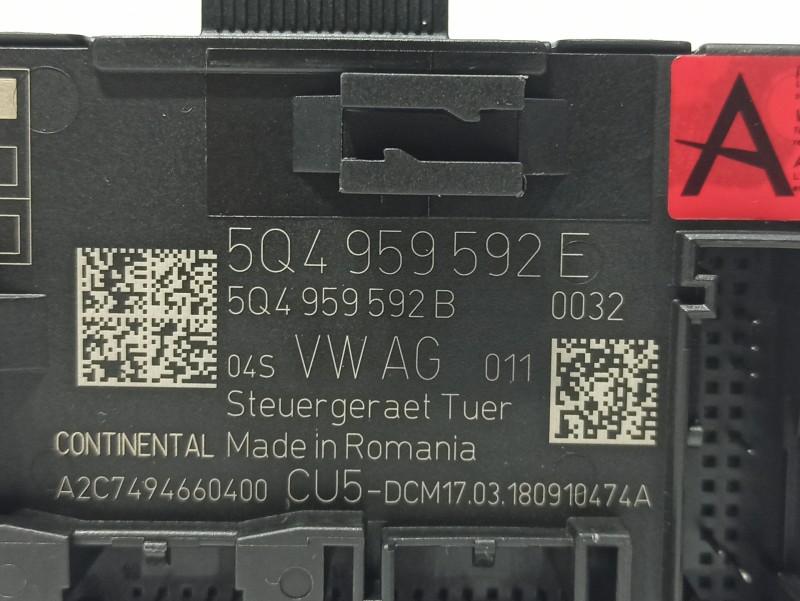 A
5Q4 959 592 E
5Q4 959 592 B 0032
04S VW AG 011
Steuergeraet Tuer
CONTINENTAL Made in Romania
A2C7494660400 CU5-DCM17.03.180910474A